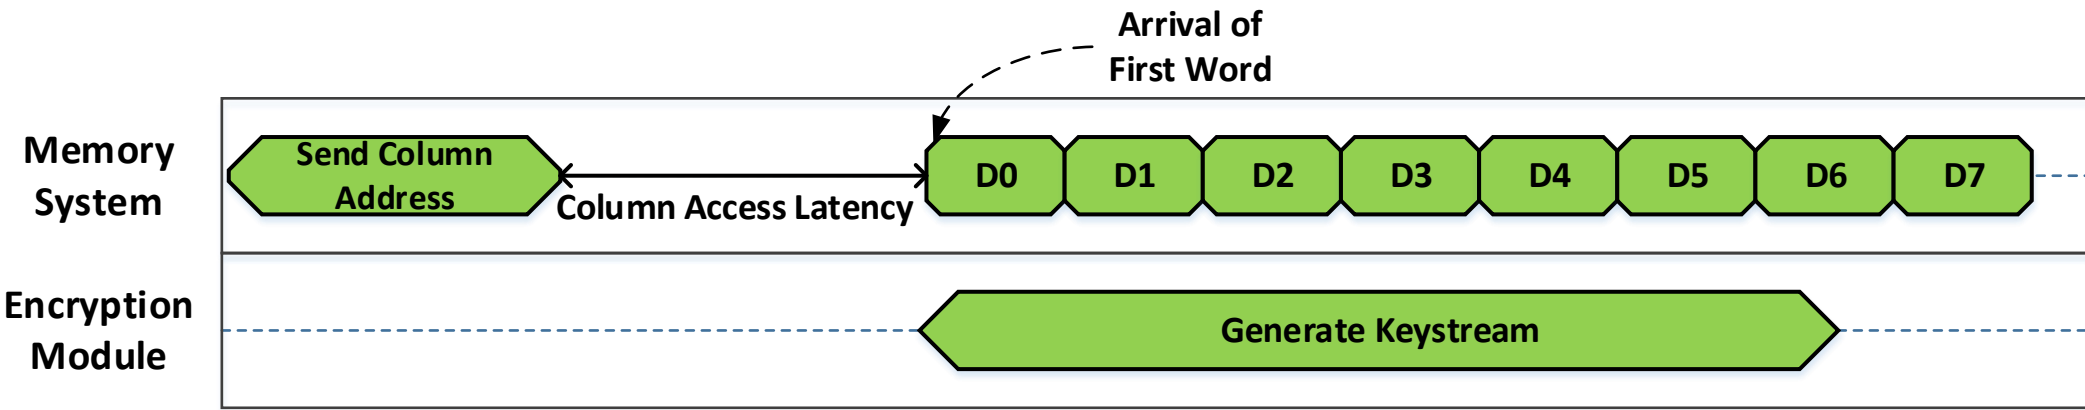 Arrival of
First Word
Memory
System
Send Column
Address
Column Access Latency
D0
D1
D2
D3
D4
D5
D6
D7
Encryption
Module
Generate Keystream